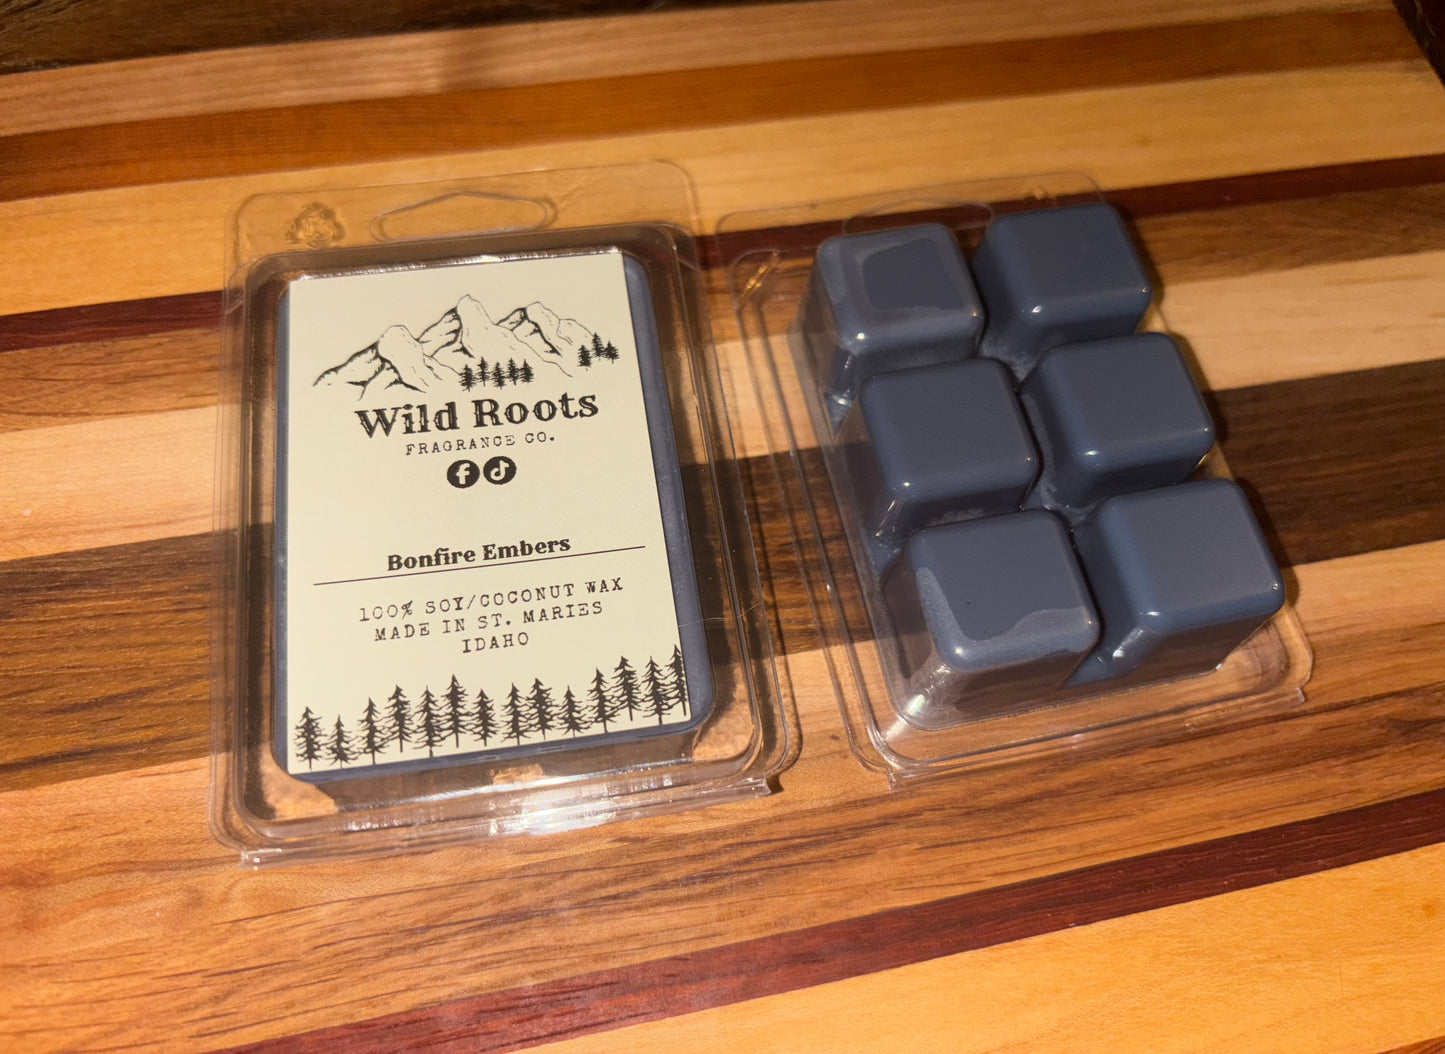 Wild Roots
FRAGRANCE CO.
Bonfire Embers
100% SOY/COCONUT WAX
MADE IN ST. MARIES
IDAHO